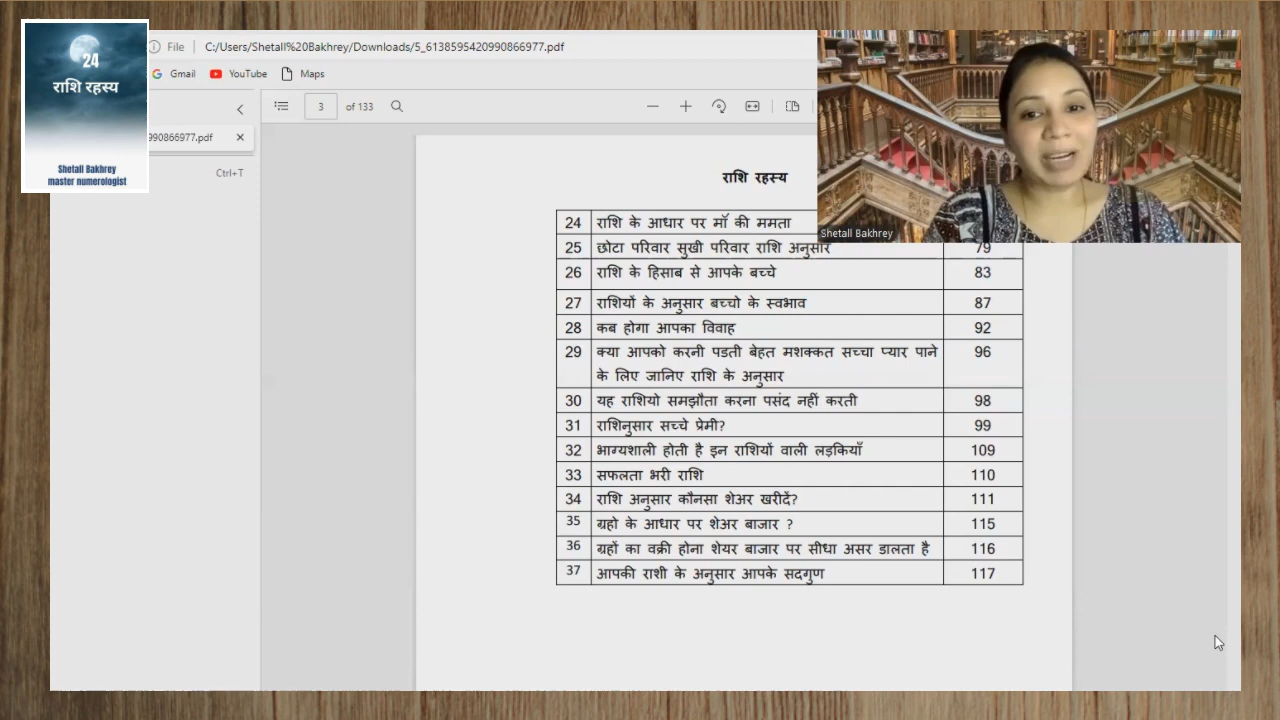 24
राशि रहस्य
Shetall Bakhrey
master numerologist
File
C:/Users/Shetall%20Bakhrey/Downloads/5_6138595420990866977.pdf
Gmail YouTube Maps
3 of 133
990866977.pdf
Ctrl+T
राशि रहस्य
24 राशि के आधार पर माँ की ममता
25 छोटा परिवार सुखी परिवार राशि अनुसार 79
26 राशि के हिसाब से आपके बच्चे 83
27 राशियों के अनुसार बच्चो के स्वभाव 87
28 कब होगा आपका विवाह 92
29 क्या आपको करनी पडती बेहत मशक्कत सच्चा प्यार पाने 96
के लिए जानिए राशि के अनुसार
30 यह राशियो समझौता करना पसंद नहीं करती 98
31 राशिनुसार सच्चे प्रेमी? 99
32 भाग्यशाली होती है इन राशियों वाली लड़कियाँ 109
33 सफलता भरी राशि 110
34 राशि अनुसार कौनसा शेअर खरीदें? 111
35 ग्रहो के आधार पर शेअर बाजार ? 115
36 ग्रहों का वक्री होना शेयर बाजार पर सीधा असर डालता है 116
37 आपकी राशी के अनुसार आपके सदगुण 117
Shetall Bakhrey